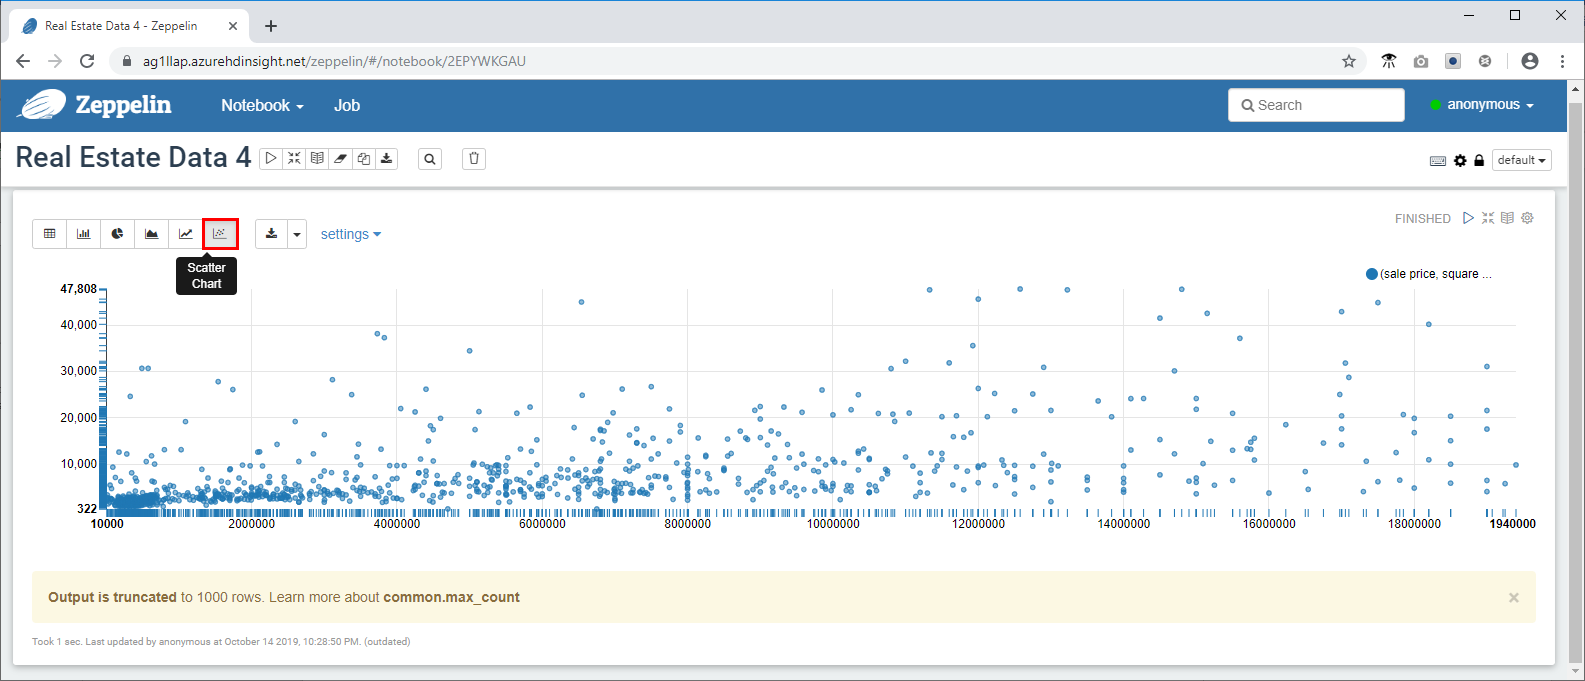 Real Estate Data 4 - Zeppelin
ag1llap.azurehdinsight.net/zeppelin/#/notebook/2EPYWKGAU
Zeppelin Notebook Job Search anonymous
Real Estate Data 4 default
FINISHED
settings
Scatter
Chart
(sale price, square ...
47,808
40,000
30,000
20,000
10,000
322
10000 2000000 4000000 6000000 8000000 10000000 12000000 14000000 16000000 18000000 1940000
Output is truncated to 1000 rows. Learn more about common.max_count
Took 1 sec. Last updated by anonymous at October 14 2019, 10:28:50 PM. (outdated)